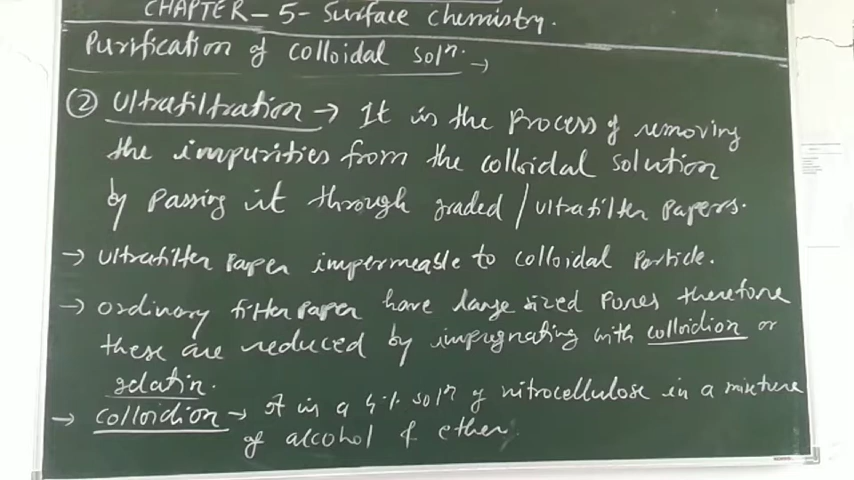 CHAPTER - 5 - Surface Chemistry.
Purification of colloidal solⁿ. →
② Ultrafiltration → It is the Process of removing
the impurities from the colloidal solution
by Passing it through graded / Ultrafilter Papers.
→ Ultrafilter Paper impermeable to colloidal Particle.
→ ordinary filter Paper have large sized Pores therefore
these are reduced by impregnating with colloidion or
gelatin.
→ colloidion → It is a 4% solⁿ of nitrocellulose in a mixture
of alcohol & ether.